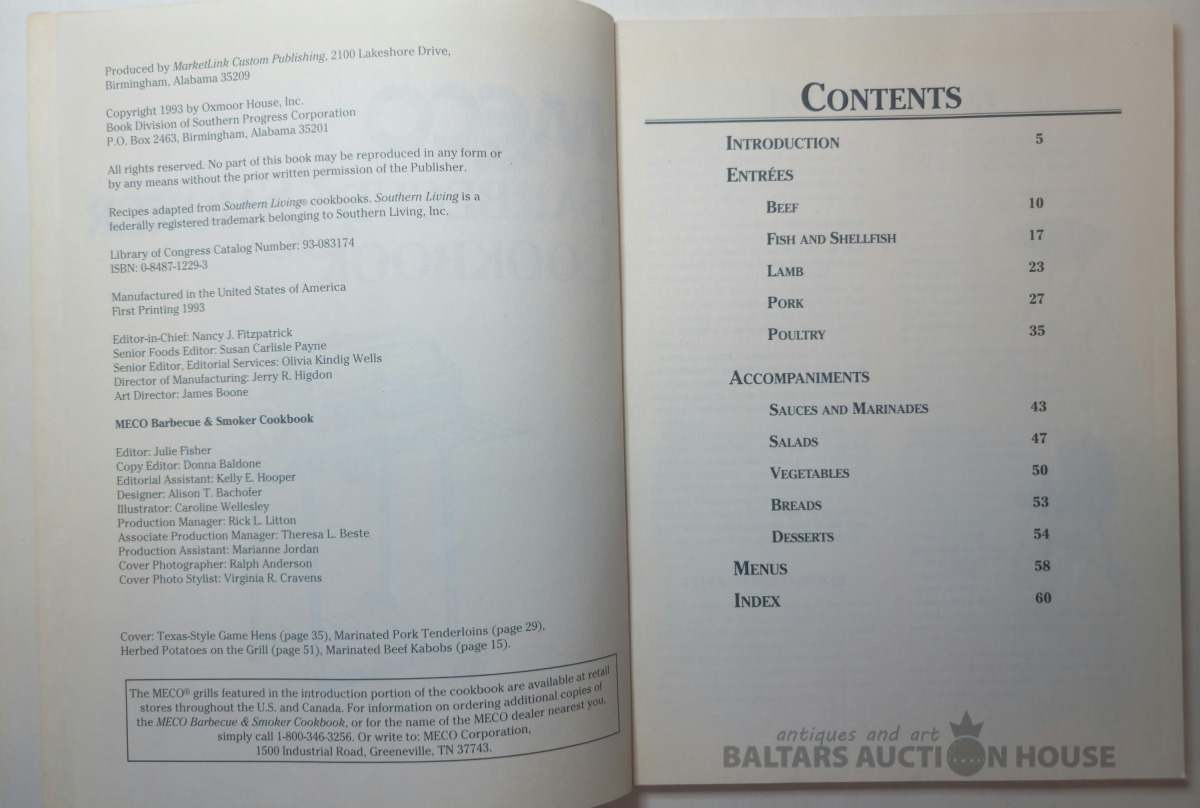 Produced by MarketLink Custom Publishing, 2100 Lakeshore Drive,
Birmingham, Alabama 35209
Copyright 1993 by Oxmoor House, Inc.
Book Division of Southern Progress Corporation
P.O. Box 2463, Birmingham, Alabama 35201
All rights reserved. No part of this book may be reproduced in any form or
by any means without the prior written permission of the Publisher.
Recipes adapted from Southern Living® cookbooks. Southern Living is a
federally registered trademark belonging to Southern Living, Inc.
Library of Congress Catalog Number: 93-083174
ISBN: 0-8487-1229-3
Manufactured in the United States of America
First Printing 1993
Editor-in-Chief: Nancy J. Fitzpatrick
Senior Foods Editor: Susan Carlisle Payne
Senior Editor, Editorial Services: Olivia Kindig Wells
Director of Manufacturing: Jerry R. Higdon
Art Director: James Boone
MECO Barbecue & Smoker Cookbook
Editor: Julie Fisher
Copy Editor: Donna Baldone
Editorial Assistant: Kelly E. Hooper
Designer: Alison T. Bachofer
Illustrator: Caroline Wellesley
Production Manager: Rick L. Litton
Associate Production Manager: Theresa L. Beste
Production Assistant: Marianne Jordan
Cover Photographer: Ralph Anderson
Cover Photo Stylist: Virginia R. Cravens
Cover: Texas-Style Game Hens (page 35), Marinated Pork Tenderloins (page 29),
Herbed Potatoes on the Grill (page 51), Marinated Beef Kabobs (page 15).
The MECO® grills featured in the introduction portion of the cookbook are available at retail
stores throughout the U.S. and Canada. For information on ordering additional copies of
the MECO Barbecue & Smoker Cookbook, or for the name of the MECO dealer nearest you,
simply call 1-800-346-3256. Or write to: MECO Corporation,
1500 Industrial Road, Greeneville, TN 37743.
CONTENTS
INTRODUCTION 5
ENTRÉES
BEEF 10
FISH AND SHELLFISH 17
LAMB 23
PORK 27
POULTRY 35
ACCOMPANIMENTS
SAUCES AND MARINADES 43
SALADS 47
VEGETABLES 50
BREADS 53
DESSERTS 54
MENUS 58
INDEX 60
antiques and art
BALTARS AUCTION HOUSE